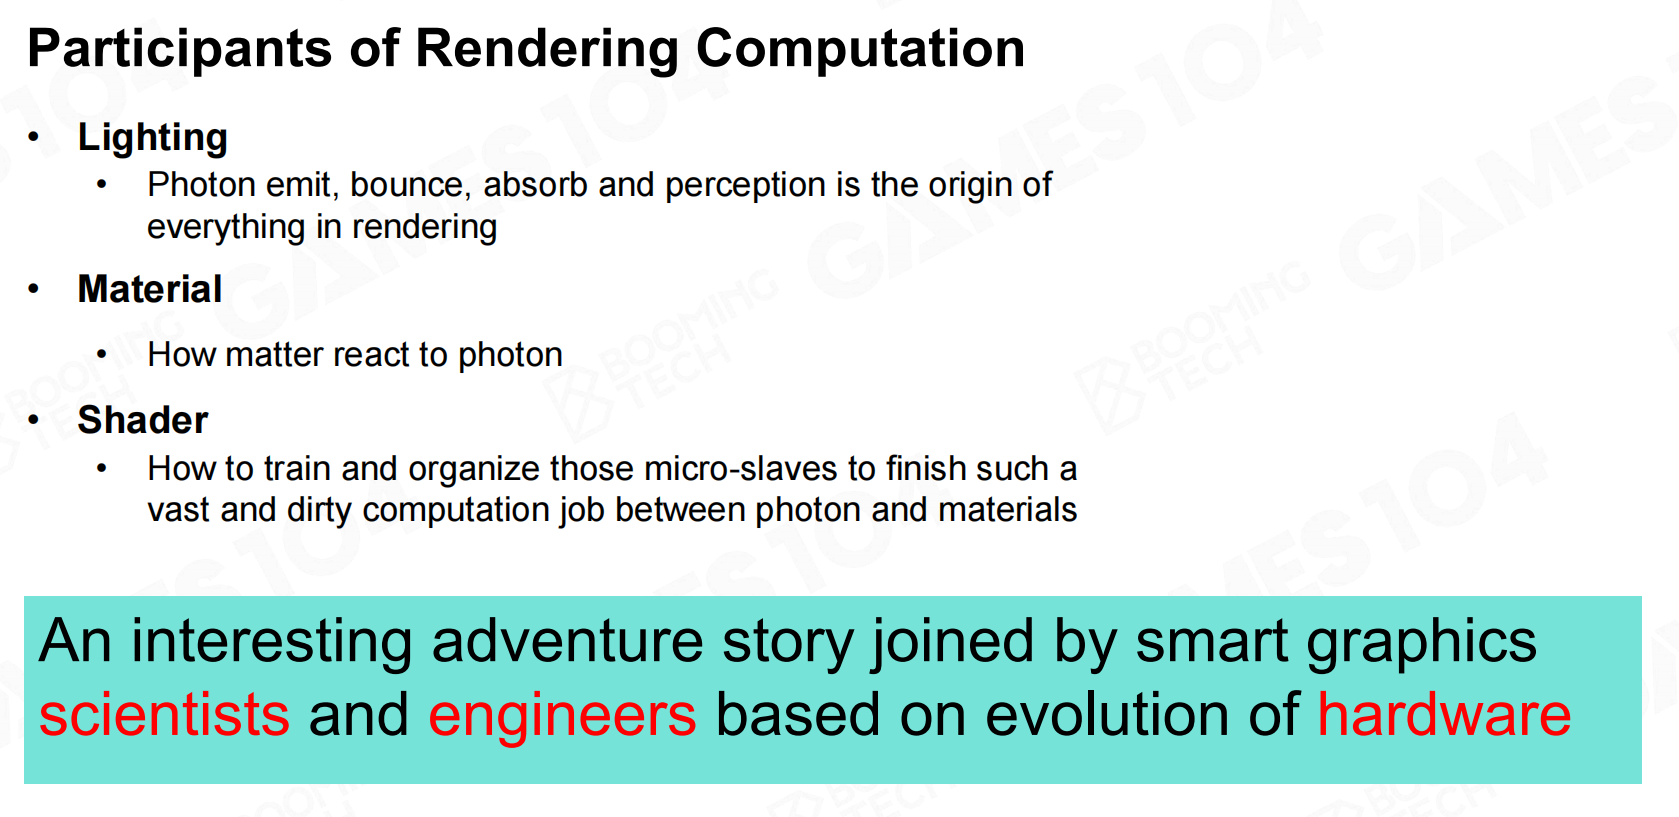 Participants of Rendering Computation
• Lighting
• Photon emit, bounce, absorb and perception is the origin of
everything in rendering
• Material
• How matter react to photon
• Shader
• How to train and organize those micro-slaves to finish such a
vast and dirty computation job between photon and materials
An interesting adventure story joined by smart graphics
scientists and engineers based on evolution of hardware
GAMES104
BOOMING
TECH